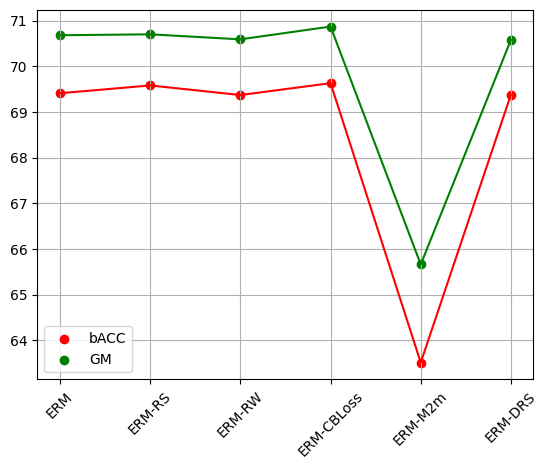 71
70
69
68
67
66
65
64
bACC
GM
ERM
ERM-RS
ERM-RW
ERM-CBLoss
ERM-M2m
ERM-DRS